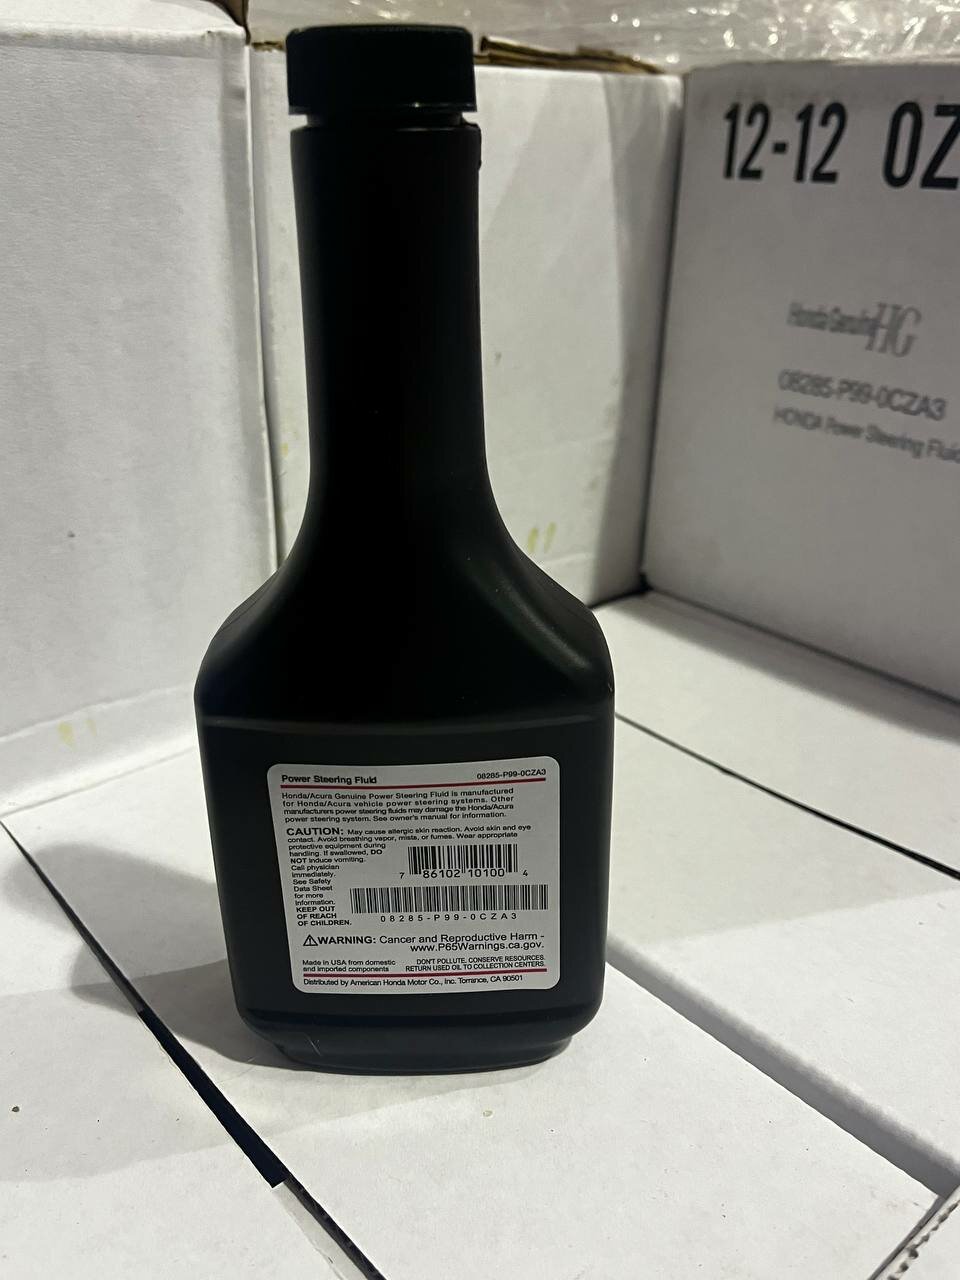 12-12 OZ
Honda Genuine HG
08285-P99-0CZA3
HONDA Power Steering Fluid
Power Steering Fluid 08285-P99-0CZA3
Honda/Acura Genuine Power Steering Fluid is manufactured
for Honda/Acura vehicle power steering systems. Other
manufacturers power steering fluids may damage the Honda/Acura
power steering system. See owner's manual for information.
CAUTION: May cause allergic skin reaction. Avoid skin and eye
contact. Avoid breathing vapor, mists, or fumes. Wear appropriate
protective equipment during
handling. If swallowed, DO
NOT induce vomiting.
Call physician
immediately.
See Safety
Data Sheet
for more
information.
KEEP OUT
OF REACH
OF CHILDREN.
7 86102 10100 4
08285-P99-0CZA3
⚠WARNING: Cancer and Reproductive Harm -
www.P65Warnings.ca.gov.
Made in USA from domestic
and imported components
DON'T POLLUTE. CONSERVE RESOURCES.
RETURN USED OIL TO COLLECTION CENTERS.
Distributed by American Honda Motor Co., Inc. Torrance, CA 90501